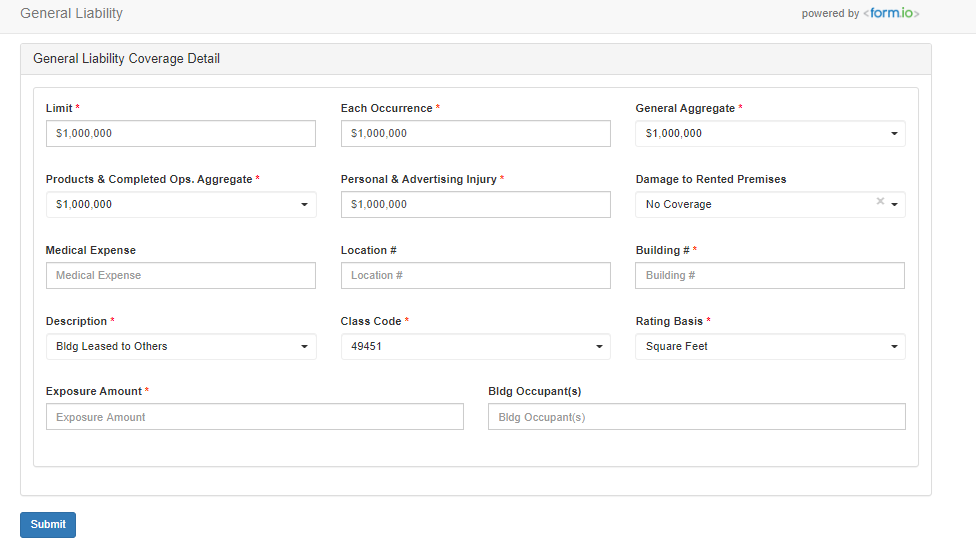 General Liability
powered by <form.io>
General Liability Coverage Detail
Limit * Each Occurrence * General Aggregate *
$1,000,000 $1,000,000 $1,000,000
Products & Completed Ops. Aggregate * Personal & Advertising Injury * Damage to Rented Premises
$1,000,000 $1,000,000 No Coverage ×
Medical Expense Location # Building # *
Medical Expense Location # Building #
Description * Class Code * Rating Basis *
Bldg Leased to Others 49451 Square Feet
Exposure Amount * Bldg Occupant(s)
Exposure Amount Bldg Occupant(s)
Submit